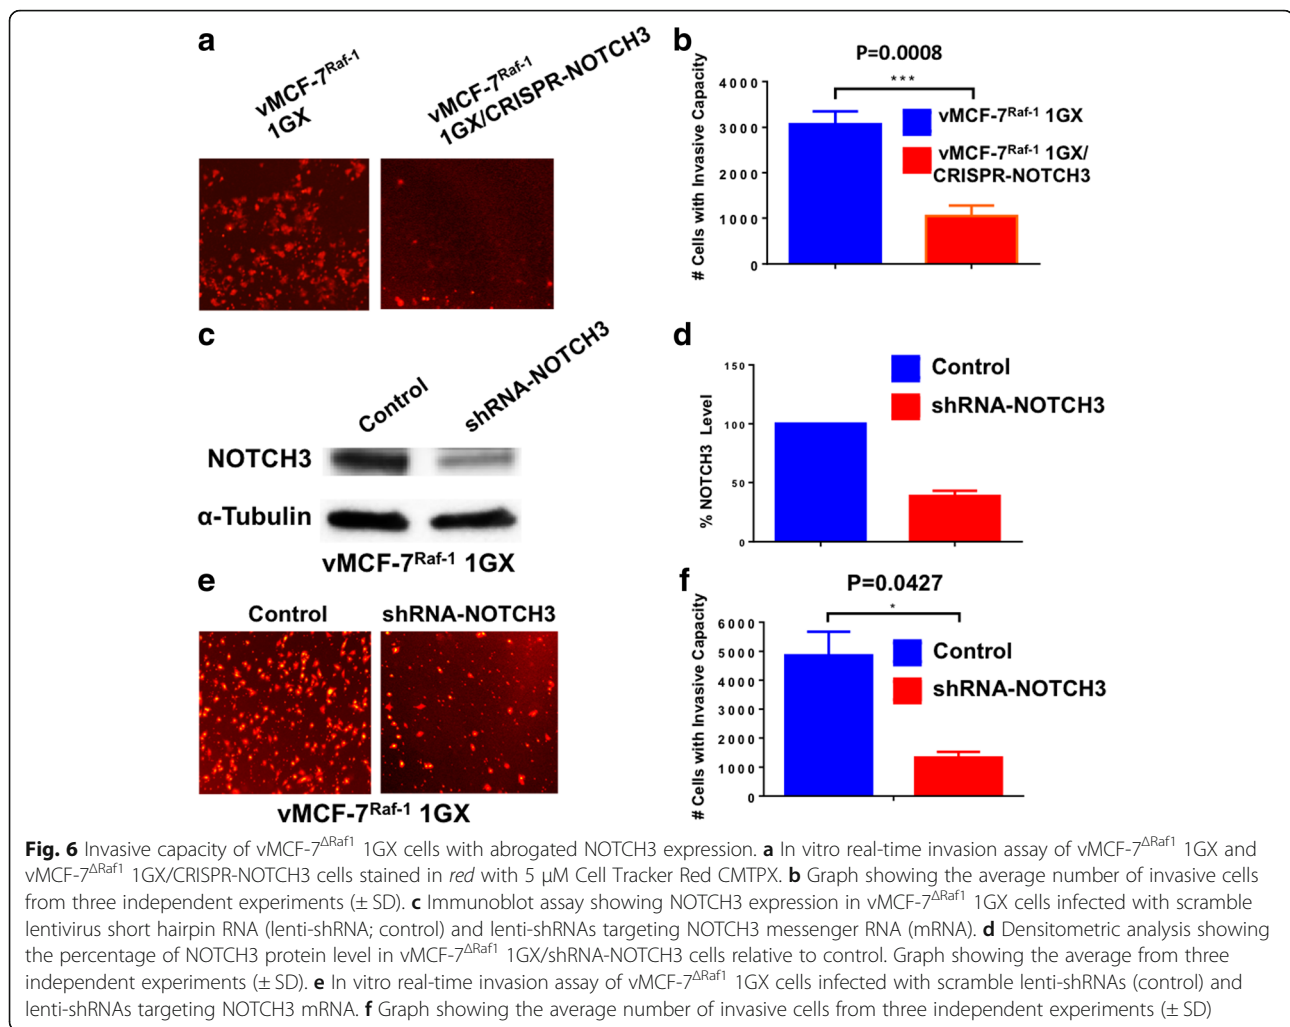 a
vMCF-7Raf-1
1GX
vMCF-7Raf-1
1GX/CRISPR-NOTCH3
b
P=0.0008
***
# Cells with Invasive Capacity
4000
3000
2000
1000
0
vMCF-7Raf-1 1GX
vMCF-7Raf-1 1GX/
CRISPR-NOTCH3
c
Control
shRNA-NOTCH3
NOTCH3
α-Tubulin
vMCF-7Raf-1 1GX
d
% NOTCH3 Level
150
100
50
0
Control
shRNA-NOTCH3
e
Control
shRNA-NOTCH3
vMCF-7Raf-1 1GX
f
P=0.0427
*
# Cells with Invasive Capacity
6000
5000
4000
3000
2000
1000
0
Control
shRNA-NOTCH3
Fig. 6 Invasive capacity of vMCF-7ΔRaf1 1GX cells with abrogated NOTCH3 expression. a In vitro real-time invasion assay of vMCF-7ΔRaf1 1GX and
vMCF-7ΔRaf1 1GX/CRISPR-NOTCH3 cells stained in red with 5 μM Cell Tracker Red CMTPX. b Graph showing the average number of invasive cells
from three independent experiments (± SD). c Immunoblot assay showing NOTCH3 expression in vMCF-7ΔRaf1 1GX cells infected with scramble
lentivirus short hairpin RNA (lenti-shRNA; control) and lenti-shRNAs targeting NOTCH3 messenger RNA (mRNA). d Densitometric analysis showing
the percentage of NOTCH3 protein level in vMCF-7ΔRaf1 1GX/shRNA-NOTCH3 cells relative to control. Graph showing the average from three
independent experiments (± SD). e In vitro real-time invasion assay of vMCF-7ΔRaf1 1GX cells infected with scramble lenti-shRNAs (control) and
lenti-shRNAs targeting NOTCH3 mRNA. f Graph showing the average number of invasive cells from three independent experiments (± SD)